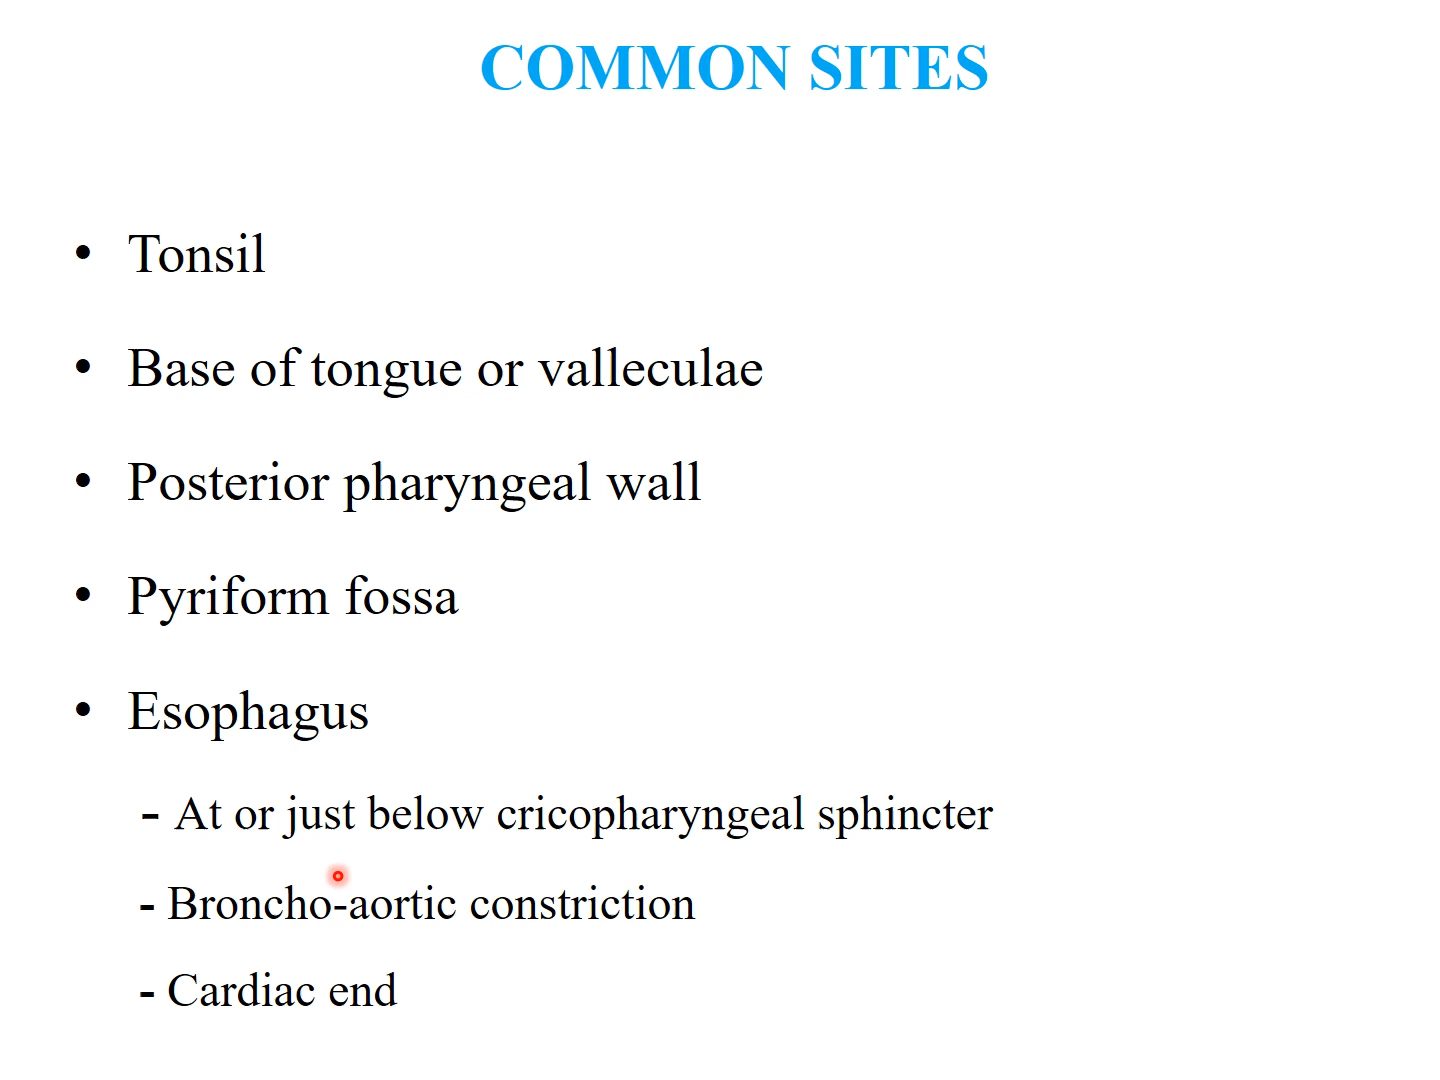 COMMON SITES
• Tonsil
• Base of tongue or valleculae
• Posterior pharyngeal wall
• Pyriform fossa
• Esophagus
- At or just below cricopharyngeal sphincter
- Broncho-aortic constriction
- Cardiac end